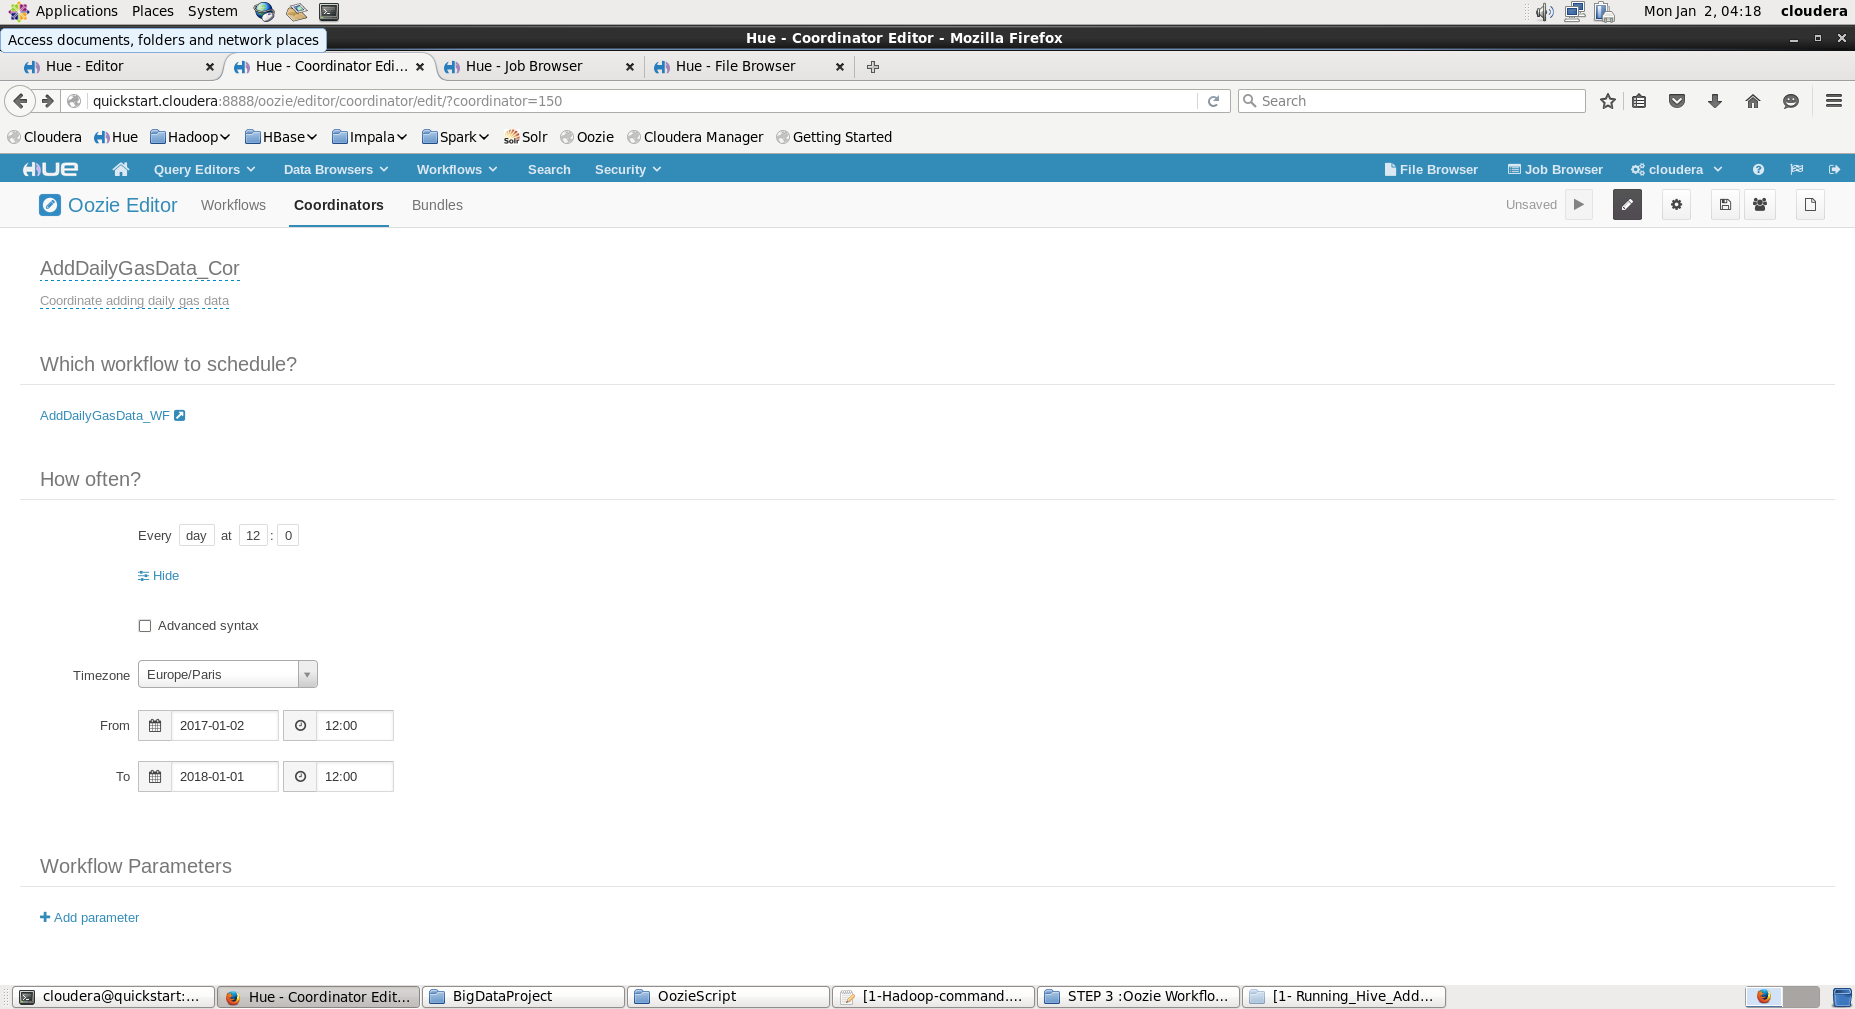 Applications Places System Mon Jan 2, 04:18 cloudera
Access documents, folders and network places
Hue - Coordinator Editor - Mozilla Firefox
Hue - Editor Hue - Coordinator Edi... Hue - Job Browser Hue - File Browser
quickstart.cloudera:8888/oozie/editor/coordinator/edit/?coordinator=150 Search
Cloudera Hue Hadoop HBase Impala Spark Solr Oozie Cloudera Manager Getting Started
HUE Query Editors Data Browsers Workflows Search Security File Browser Job Browser cloudera
Oozie Editor Workflows Coordinators Bundles Unsaved
AddDailyGasData_Cor
Coordinate adding daily gas data
Which workflow to schedule?
AddDailyGasData_WF
How often?
Every day at 12 : 0
Hide
Advanced syntax
Timezone Europe/Paris
From 2017-01-02 12:00
To 2018-01-01 12:00
Workflow Parameters
Add parameter
cloudera@quickstart:... Hue - Coordinator Edit... BigDataProject OozieScript [1-Hadoop-command.... STEP 3 :Oozie Workflo... [1- Running_Hive_Add...